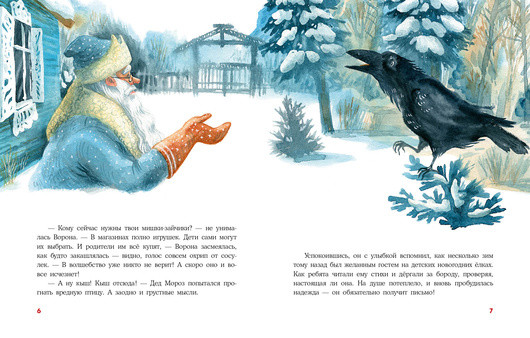 — Кому сейчас нужны твои мишки-зайчики? — не унима-
лась Ворона. — В магазинах полно игрушек. Дети сами могут
их выбрать. И родители им всё купят, — Ворона засмеялась,
как будто закашлялась — видно, голос совсем охрип от сосу-
лек. — В волшебство уже никто не верит! А скоро оно и во-
все исчезнет!
— А ну кыш! Кыш отсюда! — Дед Мороз попытался про-
гнать вредную птицу. А заодно и грустные мысли.
6
Успокоившись, он с улыбкой вспомнил, как несколько зим
тому назад был желанным гостем на детских новогодних ёлках.
Как ребята читали ему стихи и дёргали за бороду, проверяя,
настоящая ли она. На душе потеплело, и вновь пробудилась
надежда — он обязательно получит письмо!
7